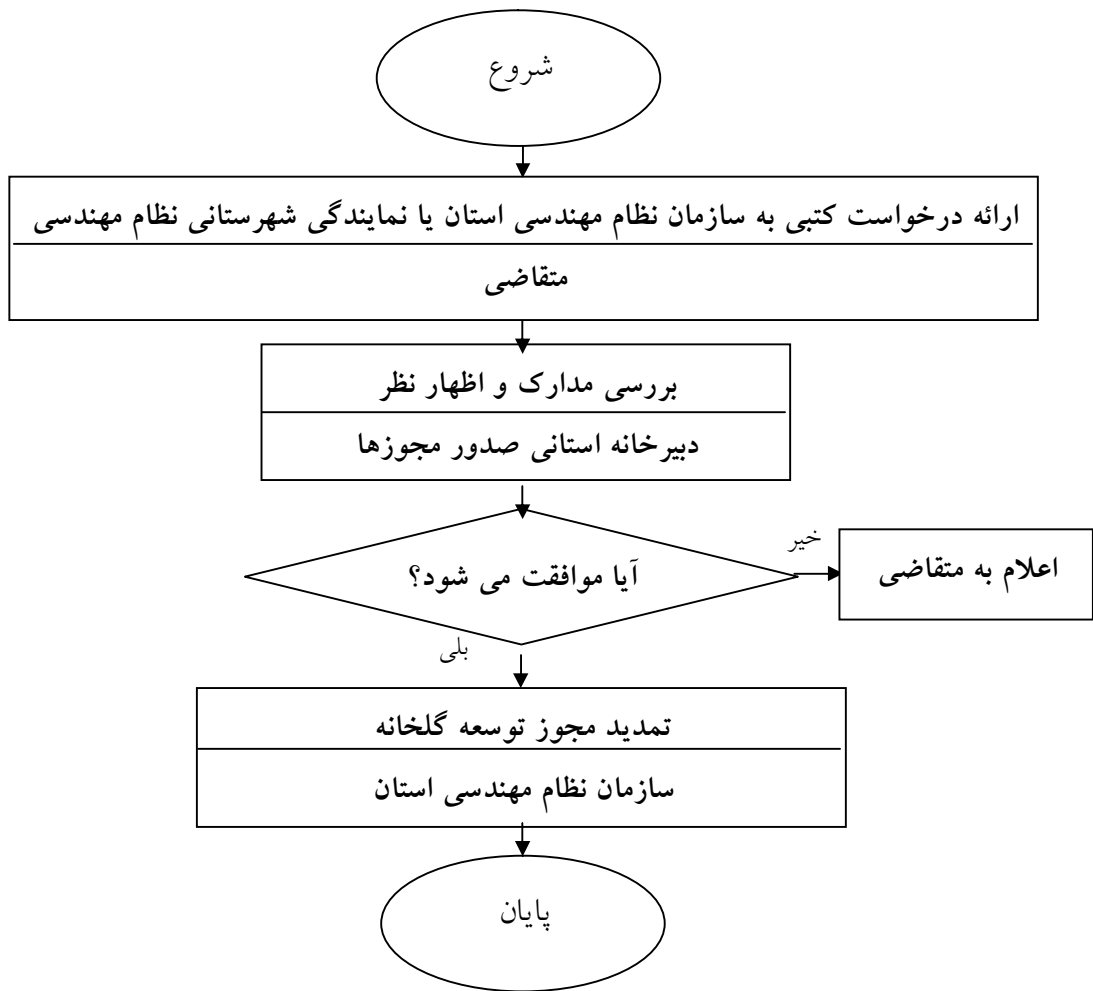 شروع
ارائه درخواست کتبی به سازمان نظام مهندسی استان یا نمایندگی شهرستانی نظام مهندسی
متقاضی
بررسی مدارک و اظهار نظر
دبیرخانه استانی صدور مجوزها
آیا موافقت می شود؟
خیر
اعلام به متقاضی
بلی
تمدید مجوز توسعه گلخانه
سازمان نظام مهندسی استان
پایان